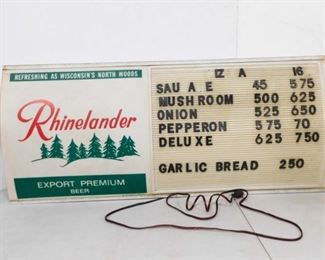 REFRESHING AS WISCONSIN'S NORTH WOODS
Rhinelander
EXPORT PREMIUM
BEER
12 A 16
SAU A E 45 575
MUSHROOM 500 625
ONION 525 650
PEPPERON 575 70
DELUXE 625 750
GARLIC BREAD 250